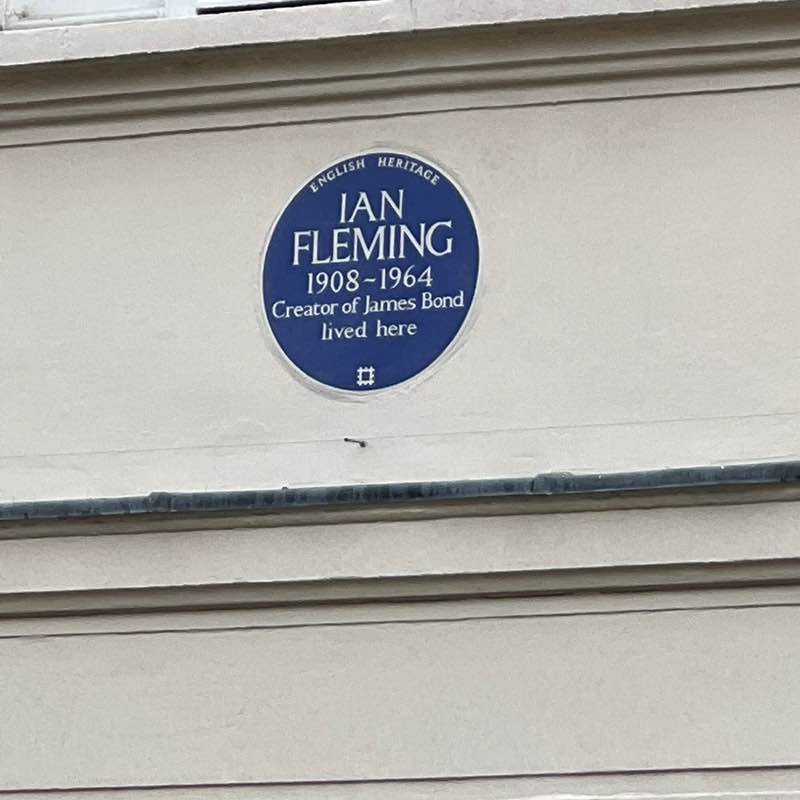 ENGLISH HERITAGE
IAN
FLEMING
1908~1964
Creator of James Bond
lived here